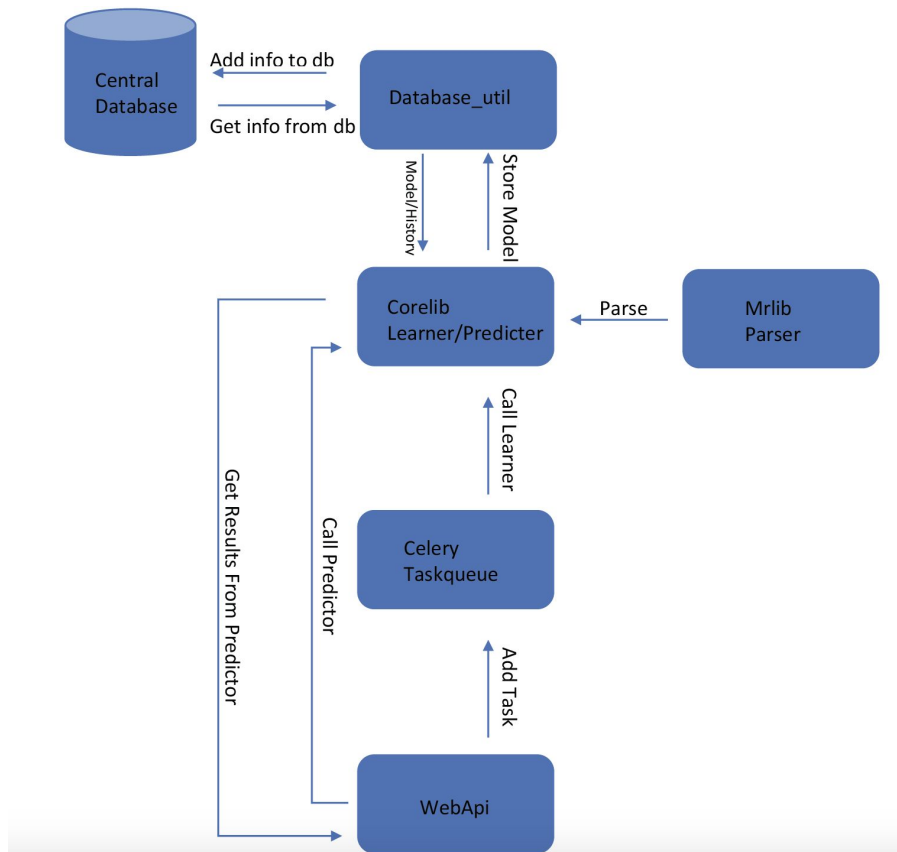 Central
Database
Add info to db
Get info from db
Database_util
Model/History
Store Model
Corelib
Learner/Predicter
Parse
Mrlib
Parser
Call Learner
Get Results From Predictor
Call Predictor
Celery
Taskqueue
Add Task
WebApi